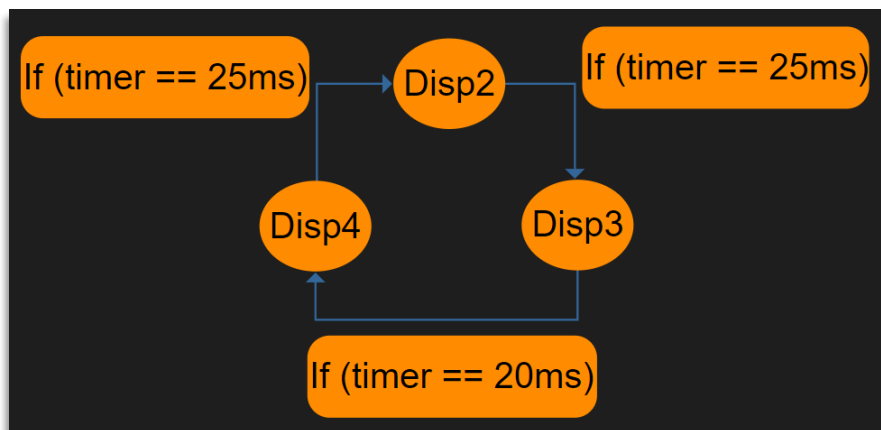 If (timer == 25ms)
Disp2
If (timer == 25ms)
Disp4
Disp3
If (timer == 20ms)